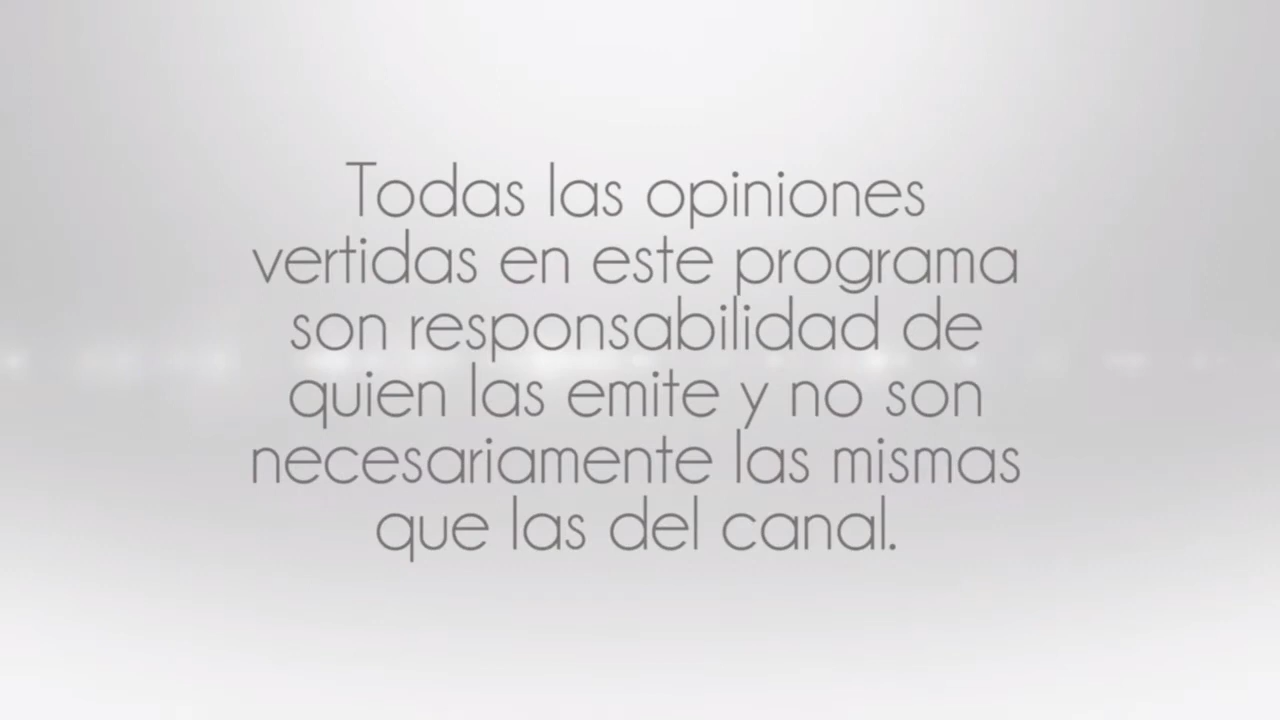 Todas las opiniones
vertidas en este programa
son responsabilidad de
quien las emite y no son
necesariamente las mismas
que las del canal.